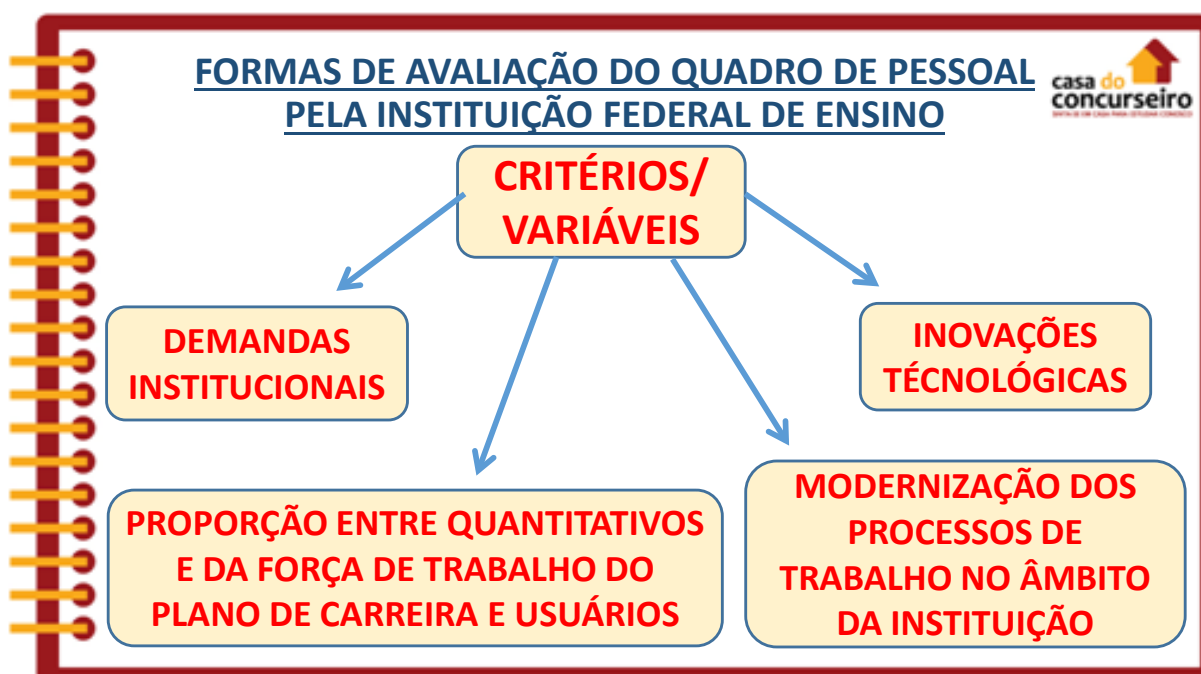 FORMAS DE AVALIAÇÃO DO QUADRO DE PESSOAL
PELA INSTITUIÇÃO FEDERAL DE ENSINO
casa do
concurseiro
CRITÉRIOS/
VARIÁVEIS
DEMANDAS
INSTITUCIONAIS
INOVAÇÕES
TÉCNOLÓGICAS
PROPORÇÃO ENTRE QUANTITATIVOS
E DA FORÇA DE TRABALHO DO
PLANO DE CARREIRA E USUÁRIOS
MODERNIZAÇÃO DOS
PROCESSOS DE
TRABALHO NO ÂMBITO
DA INSTITUIÇÃO